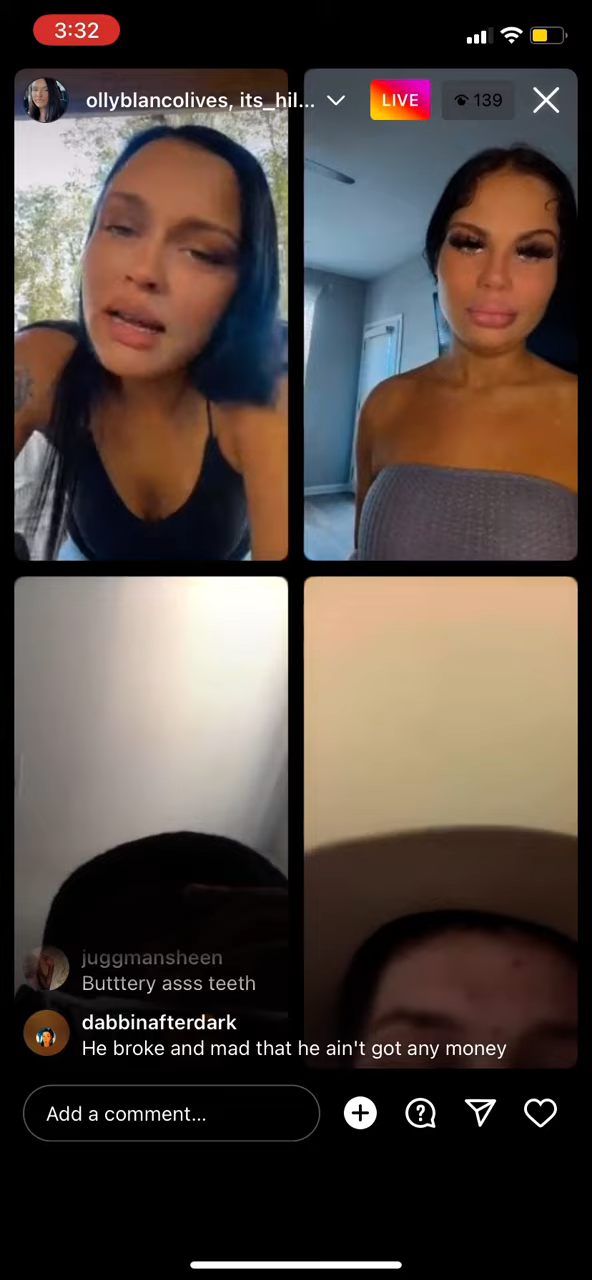 3:32
ollyblancolives, its_hil...
LIVE
139
juggmansheen
Butttery asss teeth
dabbinafterdark
He broke and mad that he ain't got any money
Add a comment...